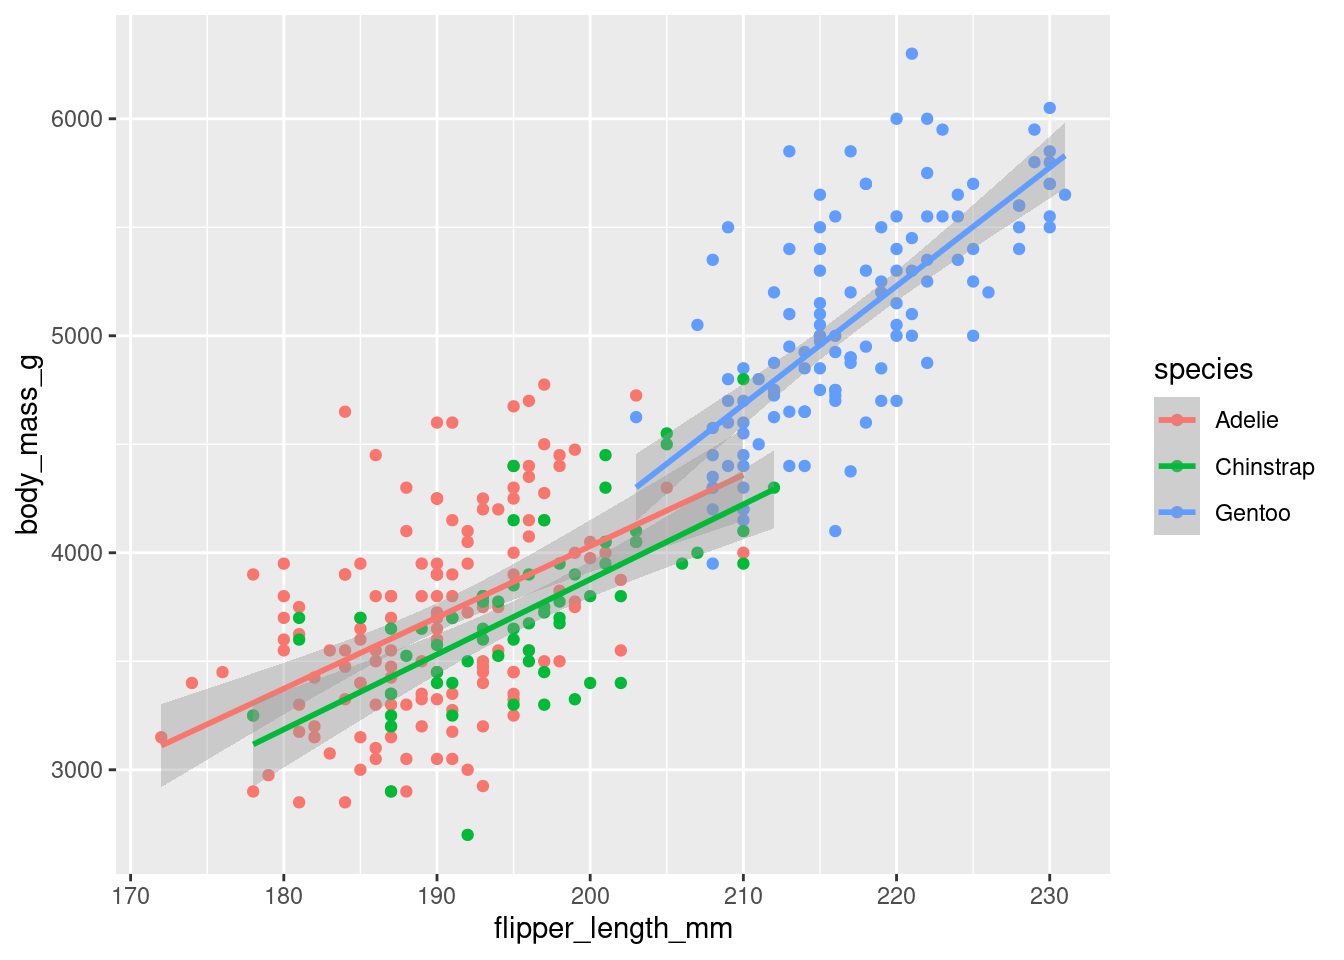 6000
5000
4000
3000
body_mass_g
170 180 190 200 210 220 230
flipper_length_mm
species
Adelie
Chinstrap
Gentoo